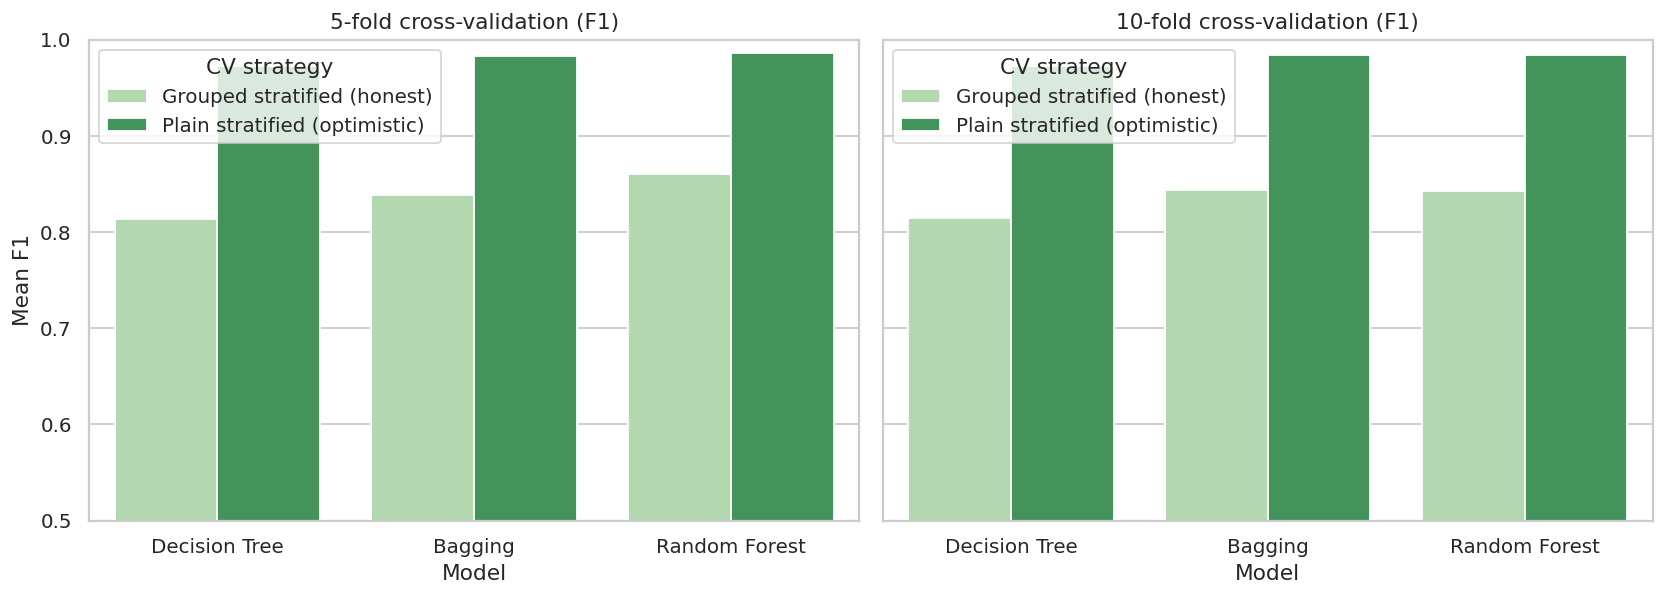 5-fold cross-validation (F1)
CV strategy
Grouped stratified (honest)
Plain stratified (optimistic)
Mean F1
1.0
0.9
0.8
0.7
0.6
0.5
Decision Tree Bagging Random Forest
Model
10-fold cross-validation (F1)
CV strategy
Grouped stratified (honest)
Plain stratified (optimistic)
Decision Tree Bagging Random Forest
Model